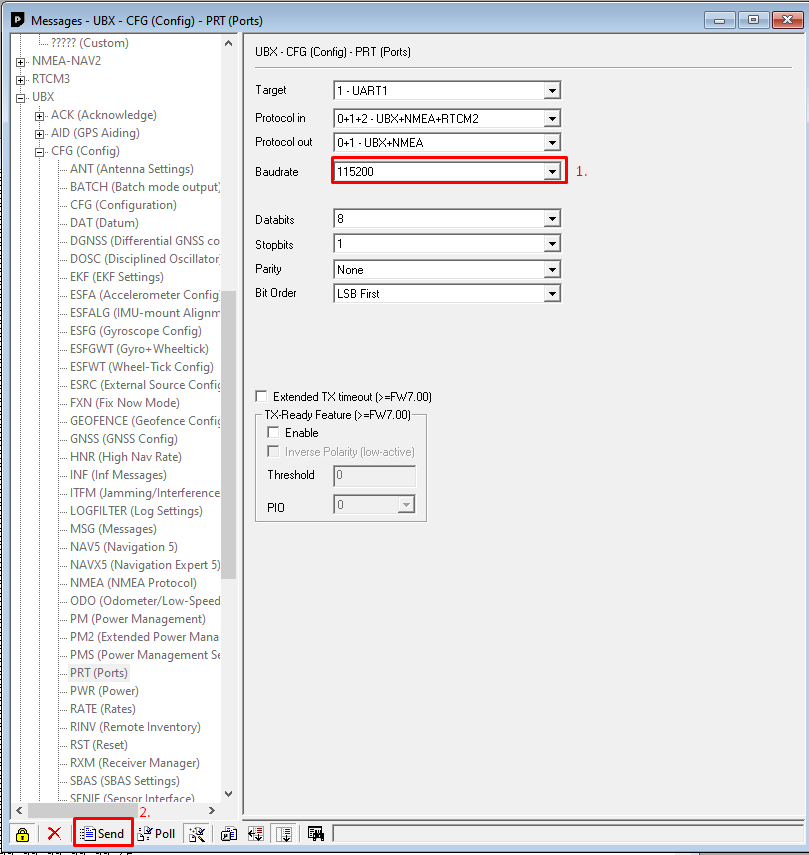 Messages - UBX - CFG (Config) - PRT (Ports)
????? (Custom)
NMEA-NAV2
RTCM3
UBX
ACK (Acknowledge)
AID (GPS Aiding)
CFG (Config)
ANT (Antenna Settings)
BATCH (Batch mode output)
CFG (Configuration)
DAT (Datum)
DGNSS (Differential GNSS co
DOSC (Disciplined Oscillator
EKF (EKF Settings)
ESFA (Accelerometer Config
ESFALG (IMU-mount Alignm
ESFG (Gyroscope Config)
ESFGWT (Gyro+Wheeltick)
ESFWT (Wheel-Tick Config)
ESRC (External Source Config
FXN (Fix Now Mode)
GEOFENCE (Geofence Config
GNSS (GNSS Config)
HNR (High Nav Rate)
INF (Inf Messages)
ITFM (Jamming/Interference
LOGFILTER (Log Settings)
MSG (Messages)
NAV5 (Navigation 5)
NAVX5 (Navigation Expert 5)
NMEA (NMEA Protocol)
ODO (Odometer/Low-Speed
PM (Power Management)
PM2 (Extended Power Mana
PMS (Power Management Se
PRT (Ports)
PWR (Power)
RATE (Rates)
RINV (Remote Inventory)
RST (Reset)
RXM (Receiver Manager)
SBAS (SBAS Settings)
SENIF (Sensor Interface)
UBX - CFG (Config) - PRT (Ports)
Target 1 - UART1
Protocol in 0+1+2 - UBX+NMEA+RTCM2
Protocol out 0+1 - UBX+NMEA
Baudrate 115200 1.
Databits 8
Stopbits 1
Parity None
Bit Order LSB First
Extended TX timeout (>=FW7.00)
TX-Ready Feature (>=FW7.00)
Enable
Inverse Polarity (low-active)
Threshold 0
PIO 0
2.
Send Poll